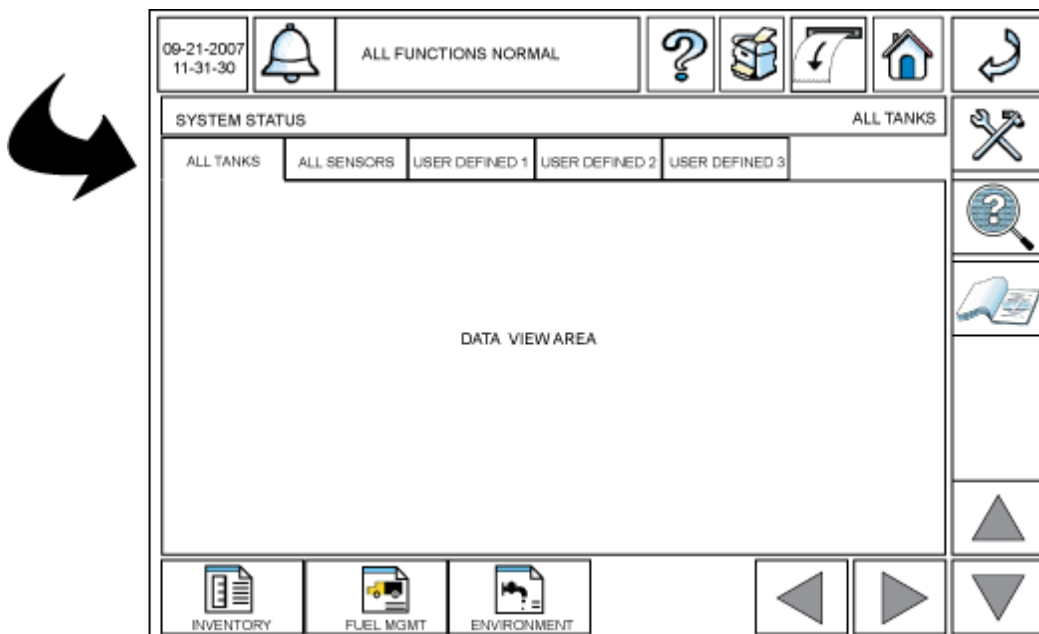 09-21-2007
11-31-30
ALL FUNCTIONS NORMAL
?
SYSTEM STATUS ALL TANKS
ALL TANKS ALL SENSORS USER DEFINED 1 USER DEFINED 2 USER DEFINED 3
?
DATA VIEW AREA
INVENTORY FUEL MGMT ENVIRONMENT